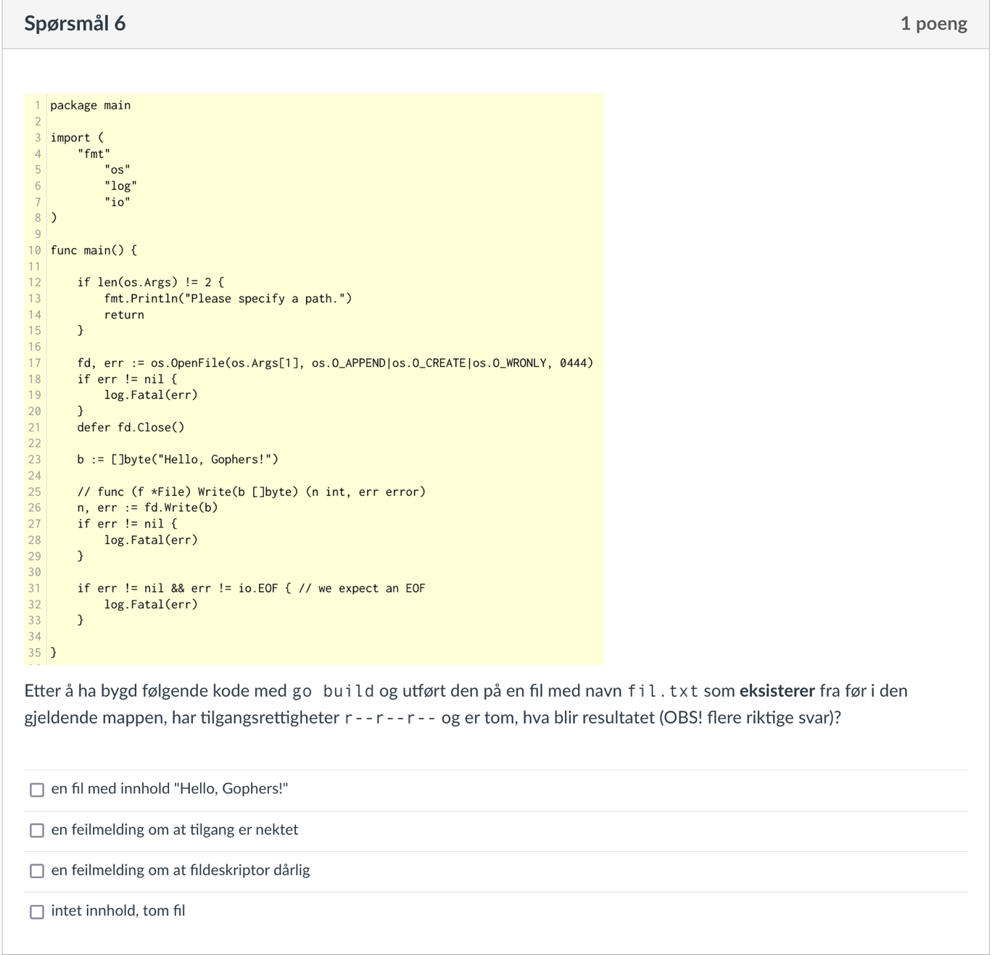 Spørsmål 6 1 poeng
1 package main
2
3 import (
4 "fmt"
5 "os"
6 "log"
7 "io"
8 )
9
10 func main() {
11
12 if len(os.Args) != 2 {
13 fmt.Println("Please specify a path.")
14 return
15 }
16
17 fd, err := os.OpenFile(os.Args[1], os.O_APPEND|os.O_CREATE|os.O_WRONLY, 0444)
18 if err != nil {
19 log.Fatal(err)
20 }
21 defer fd.Close()
22
23 b := []byte("Hello, Gophers!")
24
25 // func (f *File) Write(b []byte) (n int, err error)
26 n, err := fd.Write(b)
27 if err != nil {
28 log.Fatal(err)
29 }
30
31 if err != nil && err != io.EOF { // we expect an EOF
32 log.Fatal(err)
33 }
34
35 }
Etter å ha bygd følgende kode med go build og utført den på en fil med navn fil.txt som eksisterer fra før i den
gjeldende mappen, har tilgangsrettigheter r--r--r-- og er tom, hva blir resultatet (OBS! flere riktige svar)?
en fil med innhold "Hello, Gophers!"
en feilmelding om at tilgang er nektet
en feilmelding om at fildeskriptor dårlig
intet innhold, tom fil